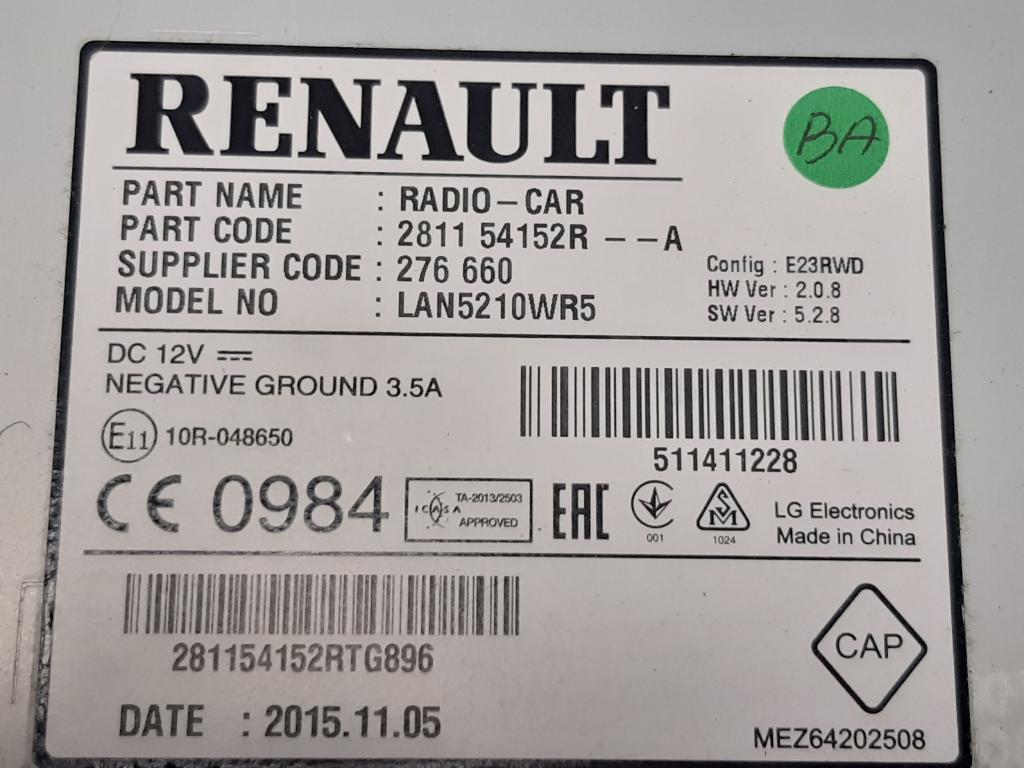 RENAULT
BA
PART NAME : RADIO-CAR
PART CODE : 2811 54152R --A
SUPPLIER CODE : 276 660
MODEL NO : LAN5210WR5
Config : E23RWD
HW Ver : 2.0.8
SW Ver : 5.2.8
DC 12V
NEGATIVE GROUND 3.5A
E11 10R-048650
511411228
CE 0984
ICASA
TA-2013/2503
APPROVED
EAC
001
SM
1024
LG Electronics
Made in China
281154152RTG896
CAP
DATE : 2015.11.05
MEZ64202508